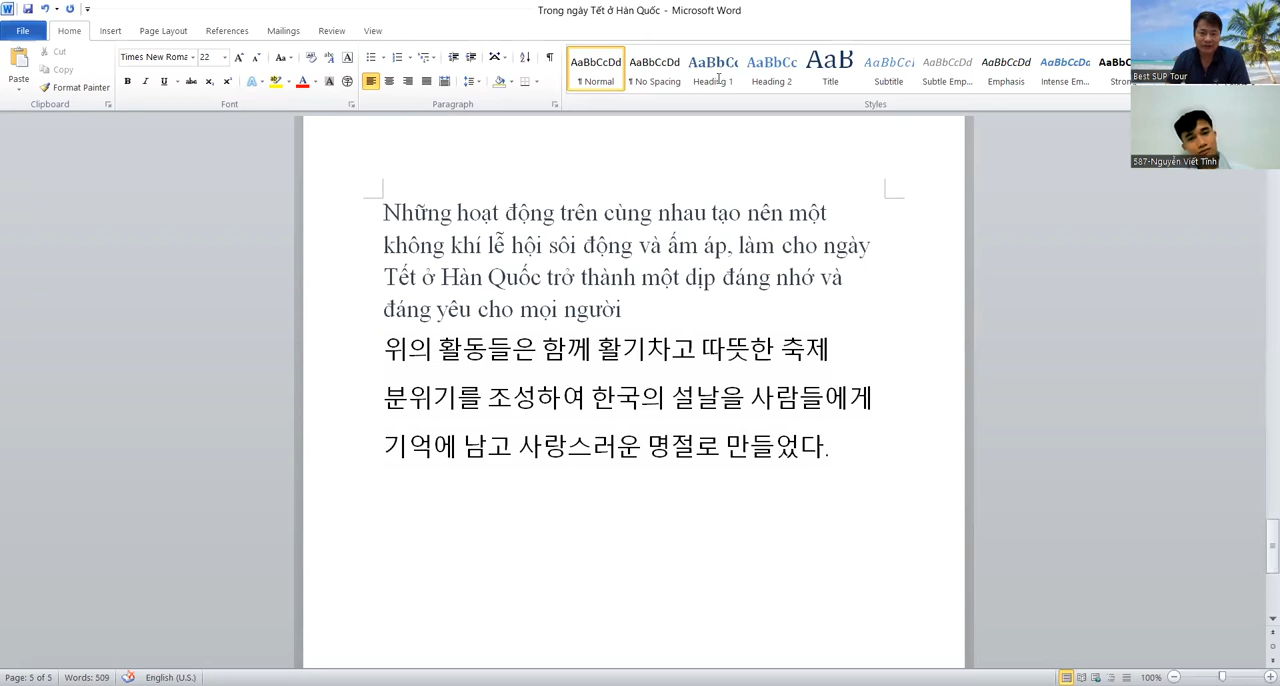 Trong ngày Tết ở Hàn Quốc - Microsoft Word
File Home Insert Page Layout References Mailings Review View
Paste
Cut
Copy
Format Painter
Clipboard
Times New Roma 22
Font
Paragraph
AaBbCcDd AaBbCcDd AaBbCc AaBbCc AaB AaBbCcl AaBbCcDd AaBbCcDd AaBbCcDd
¶ Normal ¶ No Spacing Heading 1 Heading 2 Title Subtitle Subtle Emp... Emphasis Intense Em...
Styles
Best SUP Tour
587-Nguyễn Viết Tĩnh
Những hoạt động trên cùng nhau tạo nên một
không khí lễ hội sôi động và ấm áp, làm cho ngày
Tết ở Hàn Quốc trở thành một dịp đáng nhớ và
đáng yêu cho mọi người
위의 활동들은 함께 활기차고 따뜻한 축제
분위기를 조성하여 한국의 설날을 사람들에게
기억에 남고 사랑스러운 명절로 만들었다.
Page: 5 of 5 Words: 509 English (U.S.) 100%